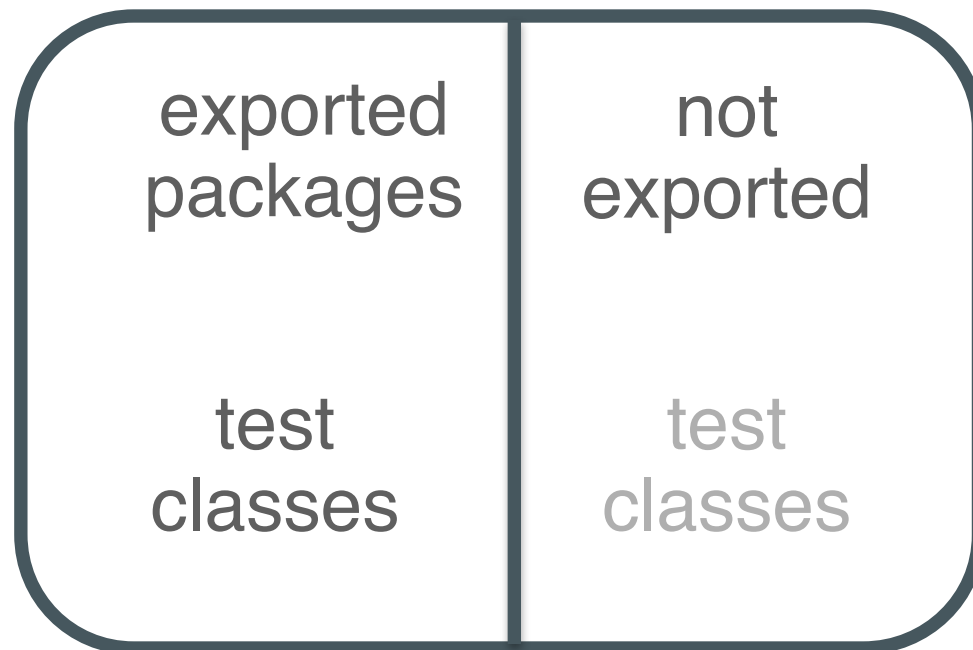 exported
packages
test
classes
not
exported
test
classes